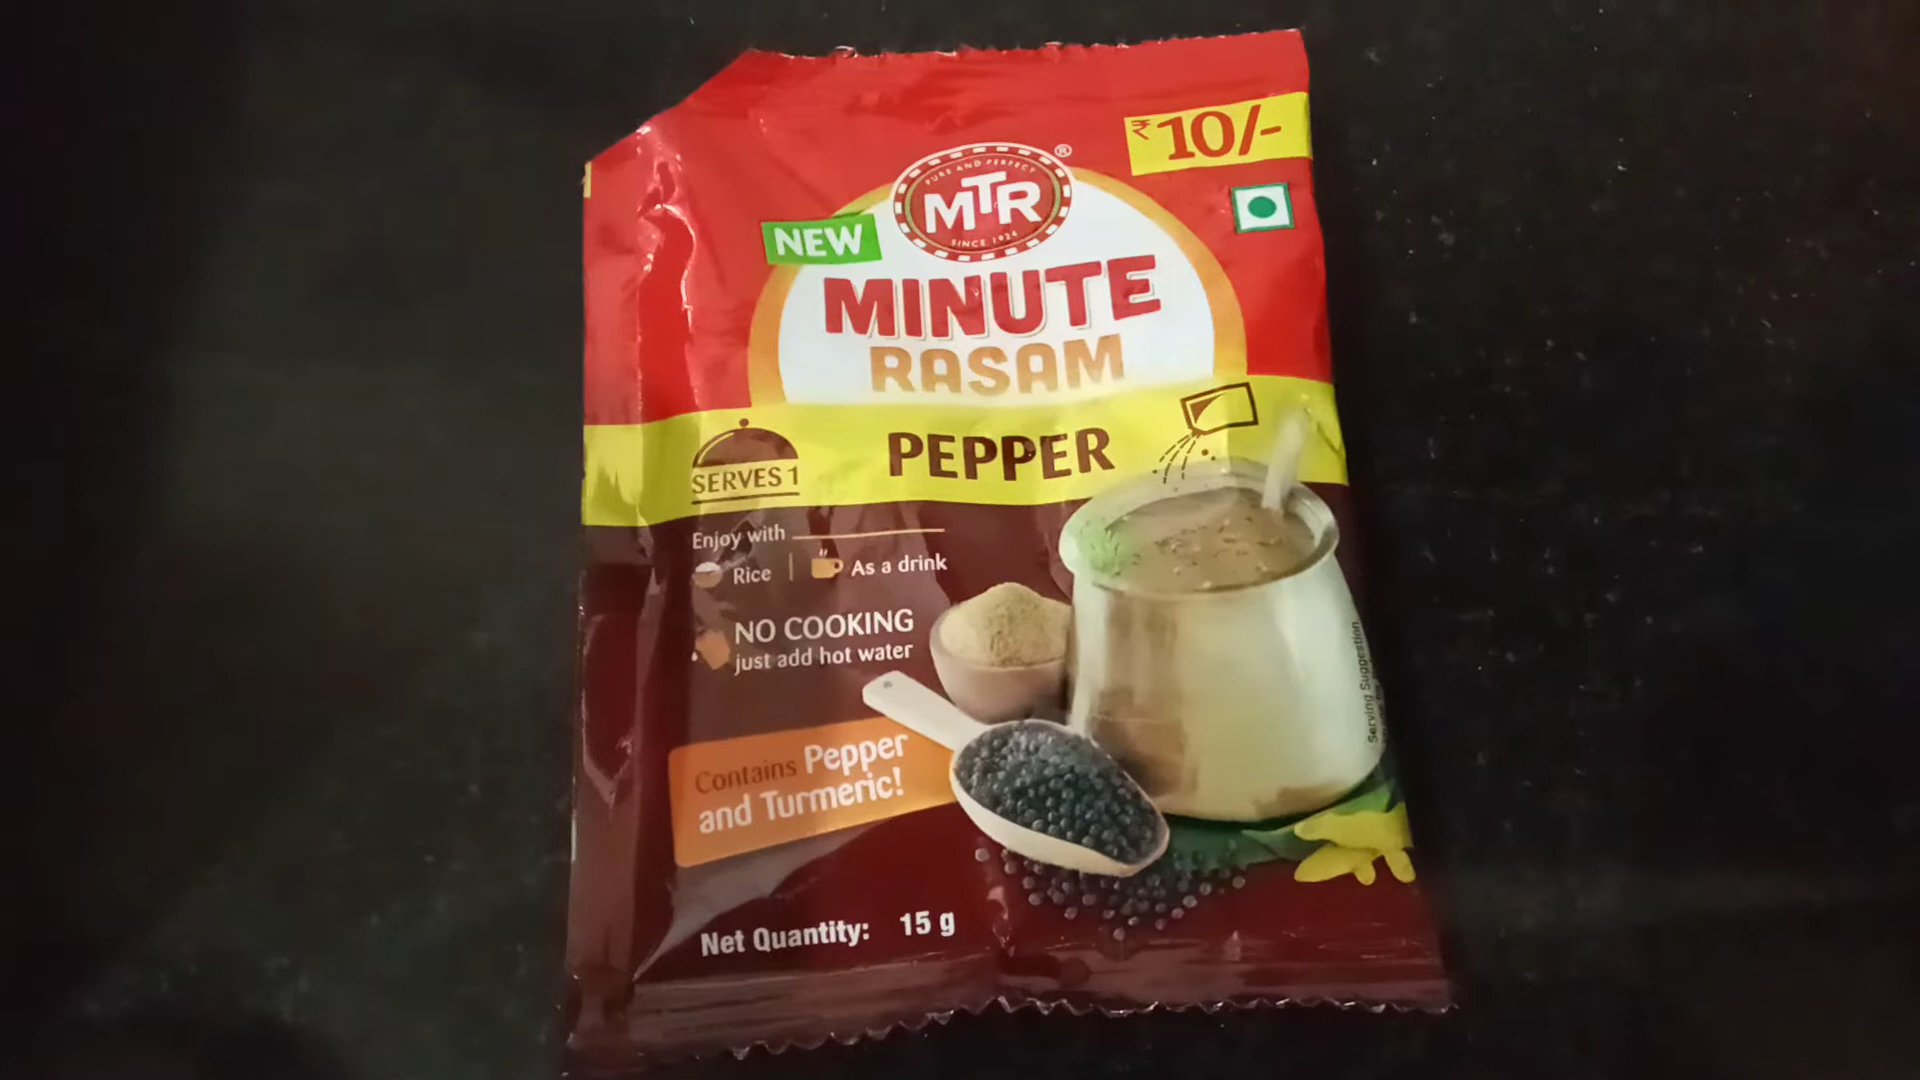 ₹10/-
PURE AND PERFECT
MTR
®
SINCE 1924
NEW
MINUTE
RASAM
PEPPER
SERVES 1
Enjoy with
Rice | As a drink
NO COOKING
just add hot water
Contains Pepper
and Turmeric!
Net Quantity: 15 g
Serving Suggestion